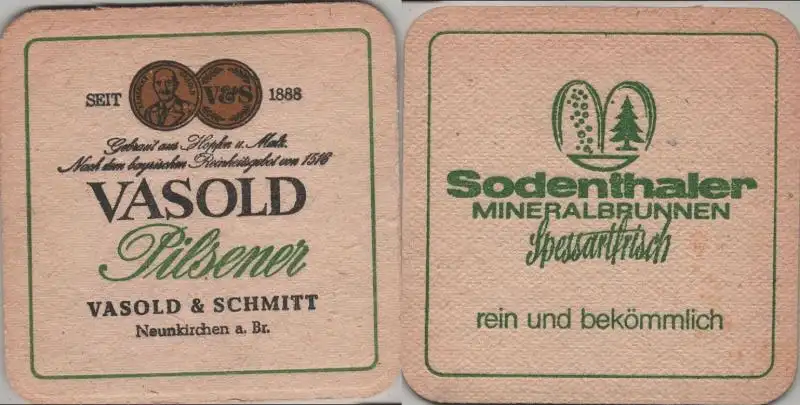 SEIT 1888
V&S
Gebraut aus Hopfen u. Malz.
Nach dem bayrischen Reinheitsgebot von 1516
VASOLD
Pilsener
VASOLD & SCHMITT
Neunkirchen a. Br.
Sodenthaler
MINERALBRUNNEN
Spessartfrisch
rein und bekömmlich